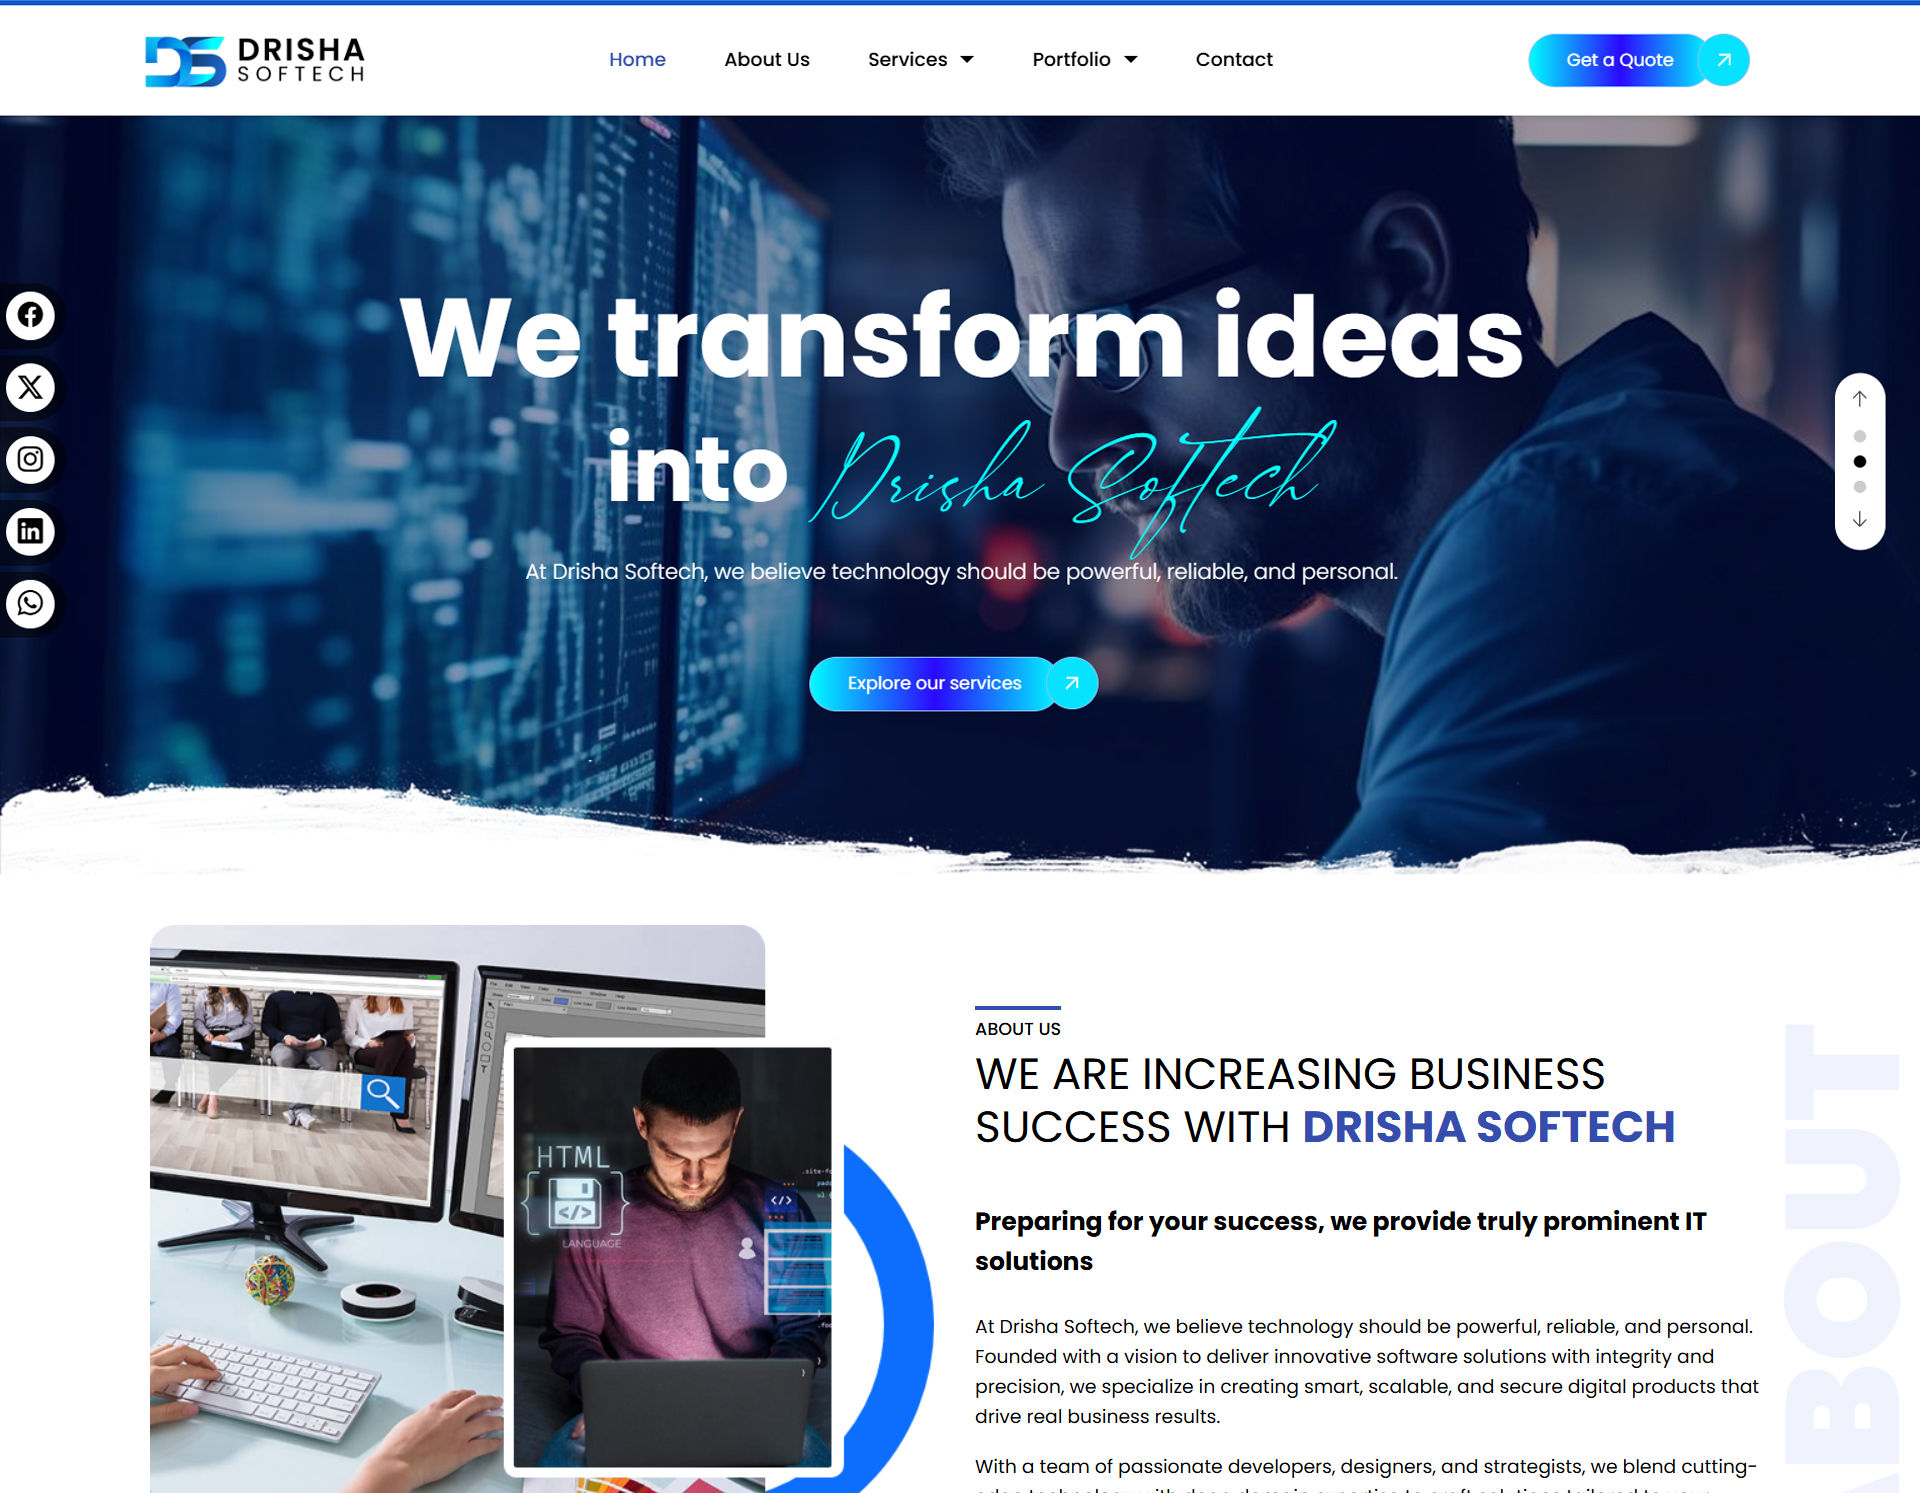 DRISHA
SOFTECH
Home
About Us
Services
Portfolio
Contact
Get a Quote
We transform ideas
into Drisha Softech
At Drisha Softech, we believe technology should be powerful, reliable, and personal.
Explore our services
ABOUT US
WE ARE INCREASING BUSINESS
SUCCESS WITH DRISHA SOFTECH
Preparing for your success, we provide truly prominent IT
solutions
At Drisha Softech, we believe technology should be powerful, reliable, and personal.
Founded with a vision to deliver innovative software solutions with integrity and
precision, we specialize in creating smart, scalable, and secure digital products that
drive real business results.
With a team of passionate developers, designers, and strategists, we blend cutting-
HTML
</>
LANGUAGE
</>
ABOUT